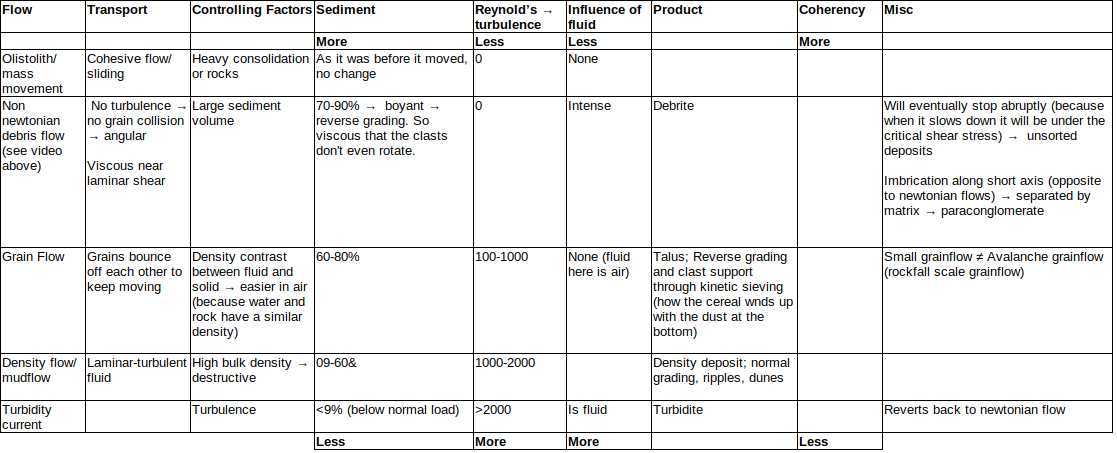 Flow Transport Controlling Factors Sediment Reynold's → Influence of Product Coherency Misc
turbulence fluid
More Less Less More
Olistolith/ Cohesive flow/ Heavy consolidation As it was before it moved, 0 None
mass sliding or rocks no change
movement
Non No turbulence → Large sediment 70-90% → boyant → 0 Intense Debrite Will eventually stop abruptly (because
newtonian no grain collision volume reverse grading. So when it slows down it will be under the
debris flow → angular viscous that the clasts critical shear stress) → unsorted
(see video don't even rotate. deposits
above) Viscous near
laminar shear Imbrication along short axis (opposite
to newtonian flows) → separated by
matrix → paraconglomerate
Grain Flow Grains bounce Density contrast 60-80% 100-1000 None (fluid Talus; Reverse grading Small grainflow ≠ Avalanche grainflow
off each other to between fluid and here is air) and clast support (rockfall scale grainflow)
keep moving solid → easier in air through kinetic sieving
(because water and (how the cereal wnds up
rock have a similar with the dust at the
density) bottom)
Density flow/ Laminar-turbulent High bulk density → 09-60& 1000-2000 Density deposit; normal
mudflow fluid destructive grading, ripples, dunes
Turbidity Turbulence <9% (below normal load) >2000 Is fluid Turbidite Reverts back to newtonian flow
current
Less More More Less